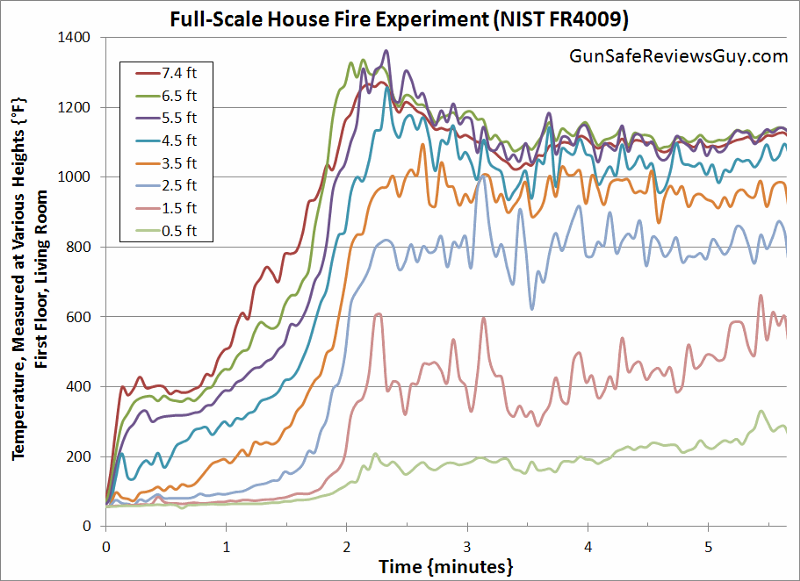 Full-Scale House Fire Experiment (NIST FR4009)
GunSafeReviewsGuy.com
Temperature, Measured at Various Heights {°F}
First Floor, Living Room
1400
1200
1000
800
600
400
200
0
7.4 ft
6.5 ft
5.5 ft
4.5 ft
3.5 ft
2.5 ft
1.5 ft
0.5 ft
0 1 2 3 4 5
Time {minutes}